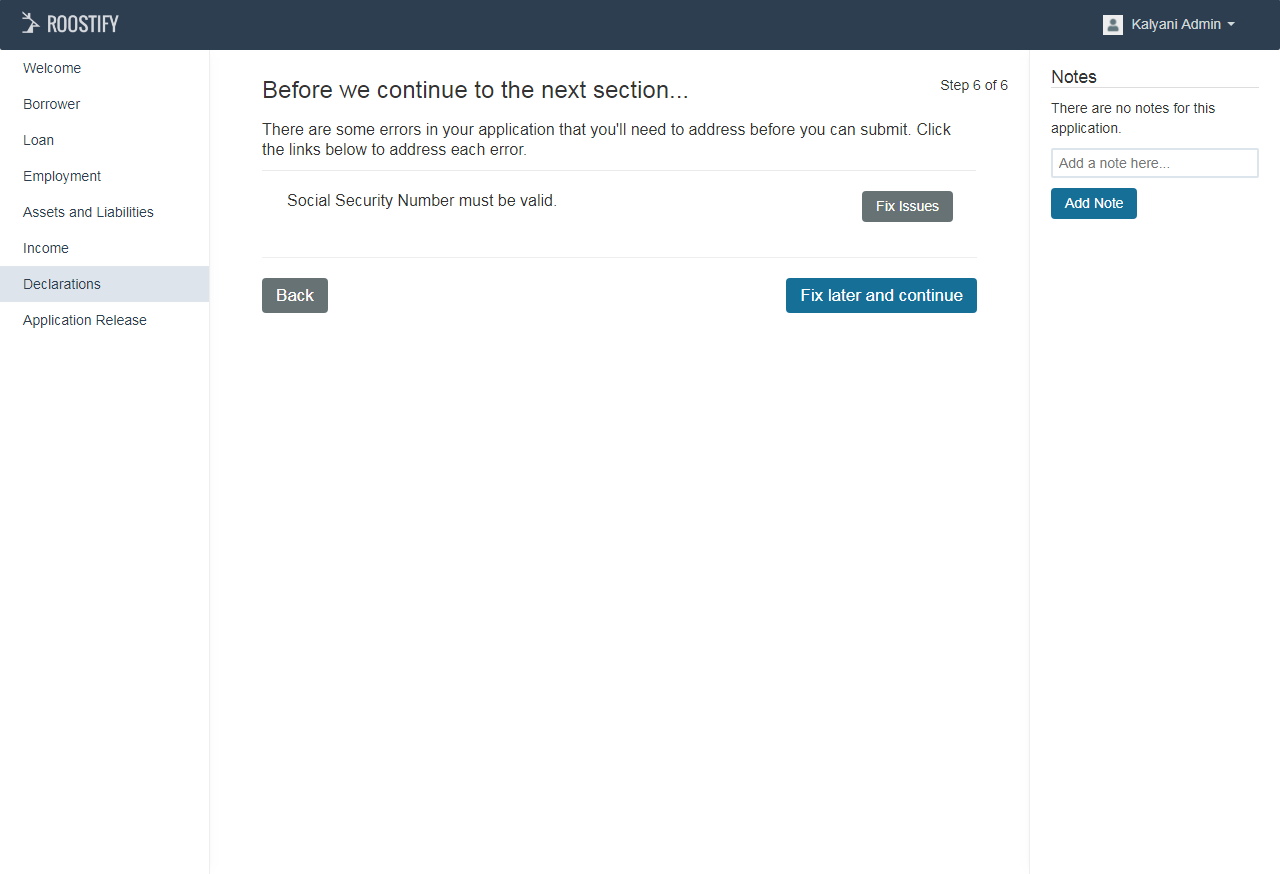 ROOSTIFY
Kalyani Admin
Welcome
Borrower
Loan
Employment
Assets and Liabilities
Income
Declarations
Application Release
Before we continue to the next section...
Step 6 of 6
There are some errors in your application that you'll need to address before you can submit. Click
the links below to address each error.
Social Security Number must be valid.
Fix Issues
Back
Fix later and continue
Notes
There are no notes for this
application.
Add a note here...
Add Note